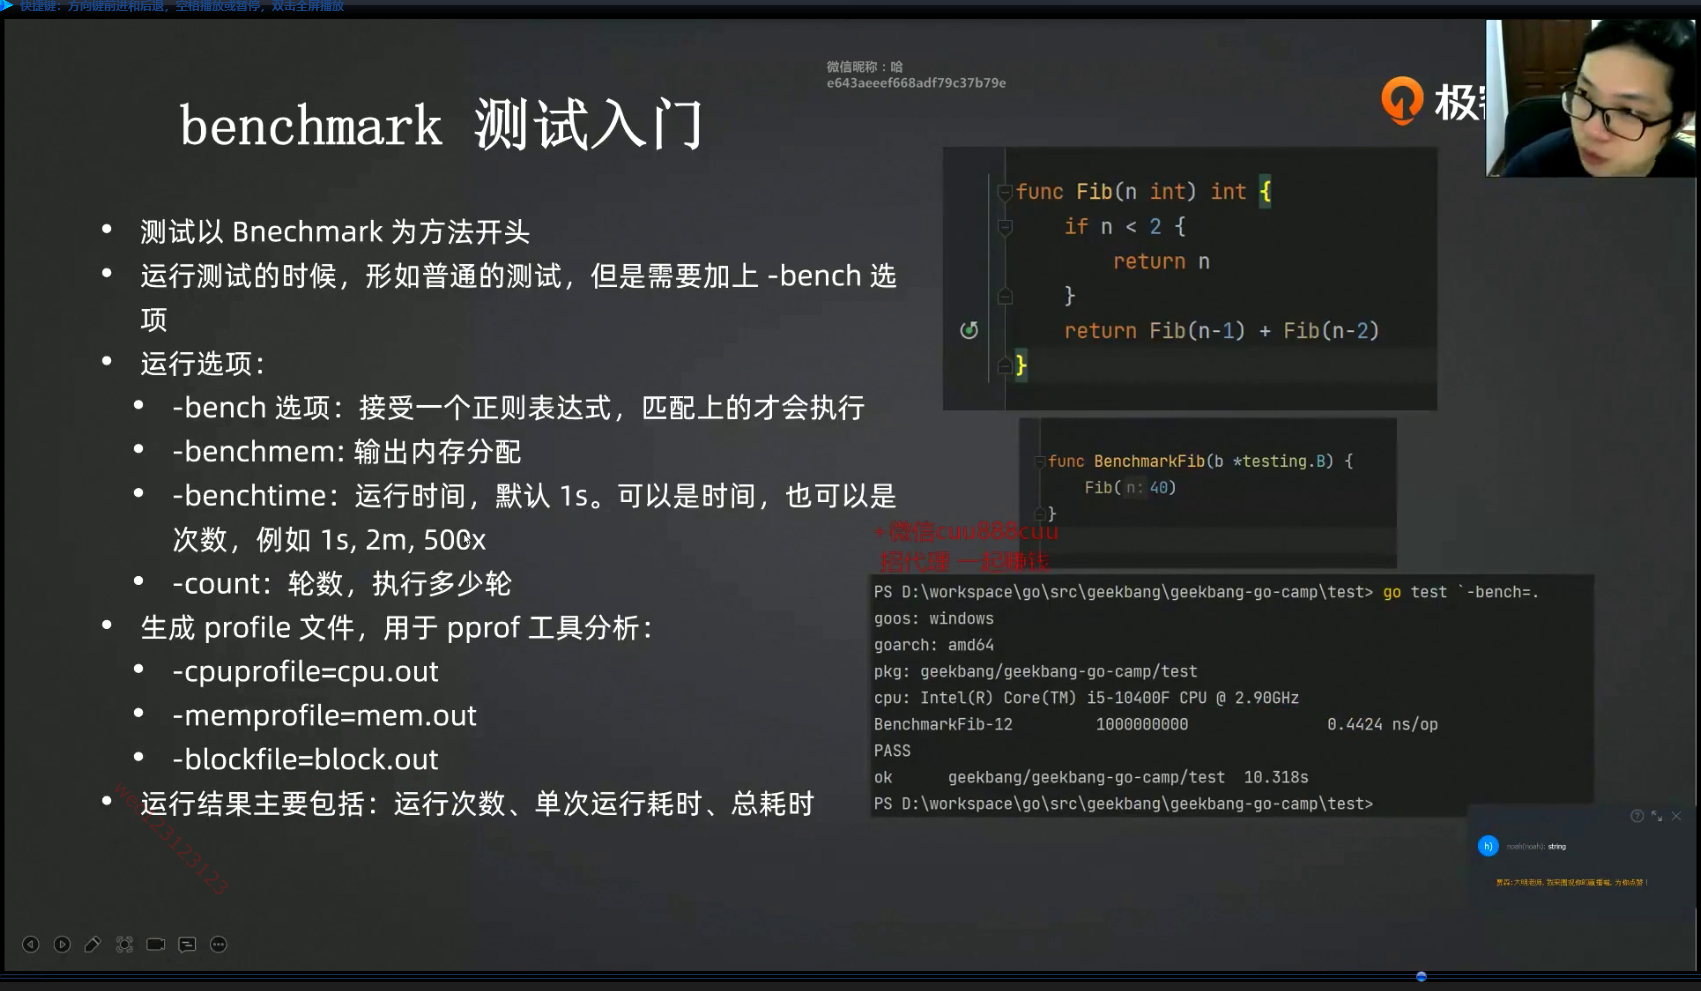 快捷键：方向键前进和后退，空格播放或暂停，双击全屏播放
微信昵称：哈
e643aeeef668adf79c37b79e
极客
benchmark 测试入门
测试以 Bnechmark 为方法开头
运行测试的时候，形如普通的测试，但是需要加上 -bench 选
项
运行选项：
-bench 选项：接受一个正则表达式，匹配上的才会执行
-benchmem: 输出内存分配
-benchtime：运行时间，默认 1s。可以是时间，也可以是
次数，例如 1s, 2m, 500x
-count：轮数，执行多少轮
生成 profile 文件，用于 pprof 工具分析：
-cpuprofile=cpu.out
-memprofile=mem.out
-blockfile=block.out
运行结果主要包括：运行次数、单次运行耗时、总耗时
func Fib(n int) int {
if n < 2 {
return n
}
return Fib(n-1) + Fib(n-2)
}
func BenchmarkFib(b *testing.B) {
Fib( n: 40)
}
+微信cuu888cuu
招代理 一起赚钱
PS D:\workspace\go\src\geekbang\geekbang-go-camp\test> go test `-bench=.
goos: windows
goarch: amd64
pkg: geekbang/geekbang-go-camp/test
cpu: Intel(R) Core(TM) i5-10400F CPU @ 2.90GHz
BenchmarkFib-12 1000000000 0.4424 ns/op
PASS
ok geekbang/geekbang-go-camp/test 10.318s
PS D:\workspace\go\src\geekbang\geekbang-go-camp\test>
h)
noah(noah): string